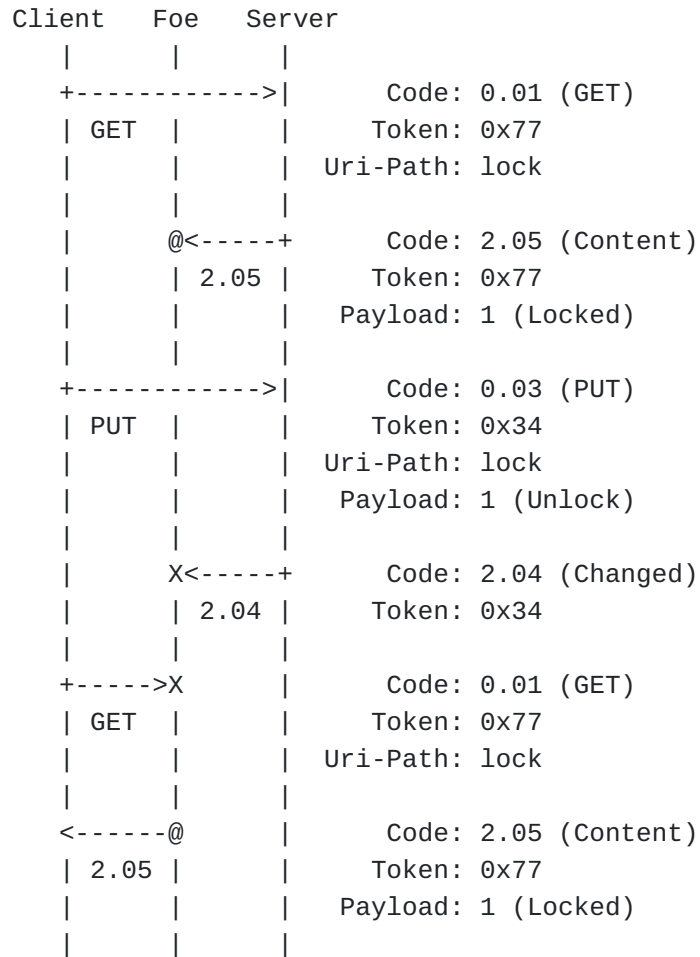 Client   Foe   Server
   |      |      |
   +------------>|      Code: 0.01 (GET)
   | GET  |      |     Token: 0x77
   |      |      |  Uri-Path: lock
   |      |      |
   |      @<-----+      Code: 2.05 (Content)
   |      | 2.05 |     Token: 0x77
   |      |      |   Payload: 1 (Locked)
   |      |      |
   +------------>|      Code: 0.03 (PUT)
   | PUT  |      |     Token: 0x34
   |      |      |  Uri-Path: lock
   |      |      |   Payload: 1 (Unlock)
   |      |      |
   |      X<-----+      Code: 2.04 (Changed)
   |      | 2.04 |     Token: 0x34
   |      |      |
   +----->X      |      Code: 0.01 (GET)
   | GET  |      |     Token: 0x77
   |      |      |  Uri-Path: lock
   |      |      |
   <------@      |      Code: 2.05 (Content)
   | 2.05 |      |     Token: 0x77
   |      |      |   Payload: 1 (Locked)
   |      |      |